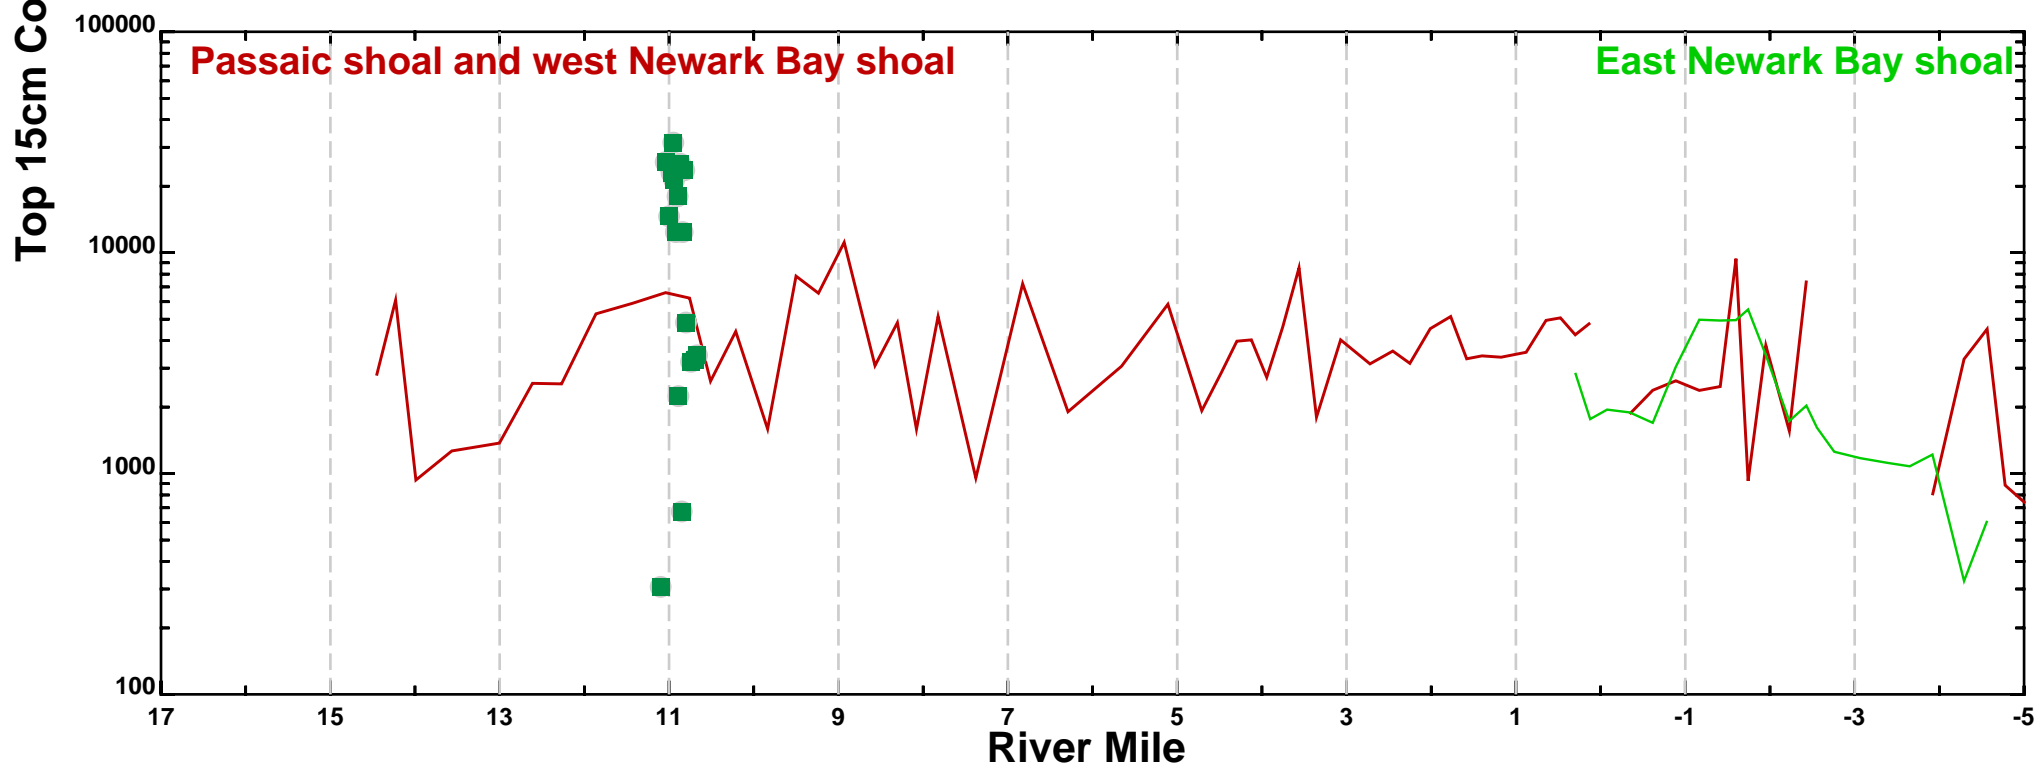 Top 15cm Co
100000
10000
1000
100
Passaic shoal and west Newark Bay shoal
East Newark Bay shoal
17 15 13 11 9 7 5 3 1 -1 -3 -5
River Mile